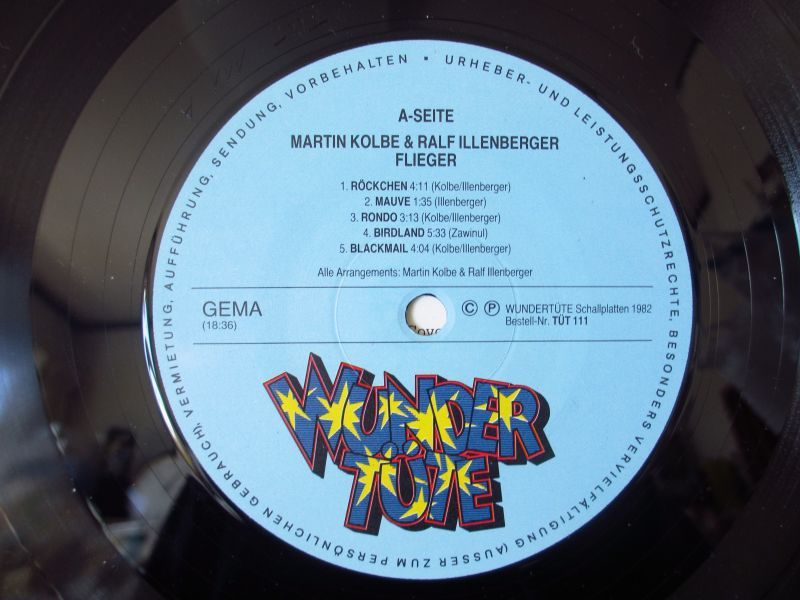 A-SEITE
MARTIN KOLBE & RALF ILLENBERGER
FLIEGER
1. RÖCKCHEN 4:11 (Kolbe/Illenberger)
2. MAUVE 1:35 (Illenberger)
3. RONDO 3:13 (Kolbe/Illenberger)
4. BIRDLAND 5:33 (Zawinul)
5. BLACKMAIL 4:04 (Kolbe/Illenberger)
Alle Arrangements: Martin Kolbe & Ralf Illenberger
GEMA
(18:36)
© ℗ WUNDERTÜTE Schallplatten 1982
Bestell-Nr. TÜT 111
WUNDER
TÜTE
URHEBER- UND LEISTUNGSSCHUTZRECHTE, BESONDERS VERVIELFÄLTIGUNG (AUSSER ZUM PERSÖNLICHEN GEBRAUCH), VERMIETUNG, AUFFÜHRUNG, SENDUNG, VORBEHALTEN ▪